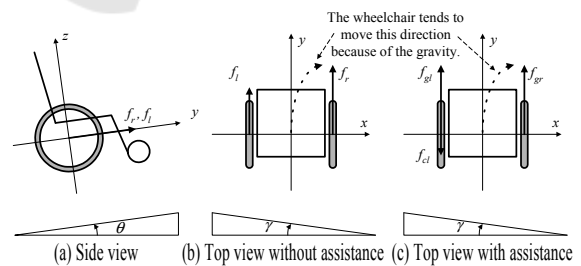 The wheelchair tends to
move this direction
because of the gravity.
z
y
f_r, f_l
θ
(a) Side view
y
f_l
f_r
x
γ
(b) Top view without assistance
y
f_gl
f_gr
x
f_cl
γ
(c) Top view with assistance